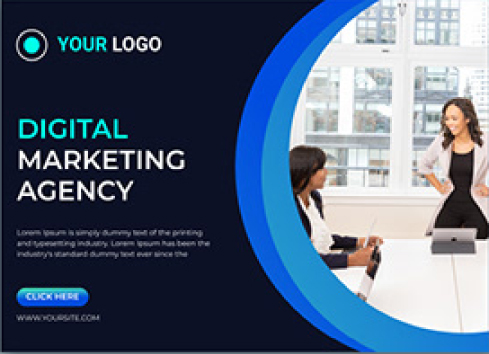 YOUR LOGO
DIGITAL
MARKETING
AGENCY
Lorem Ipsum is simply dummy text of the printing
and typesetting industry. Lorem Ipsum has been the
industry's standard dummy text ever since the
CLICK HERE
WWW.YOURSITE.COM